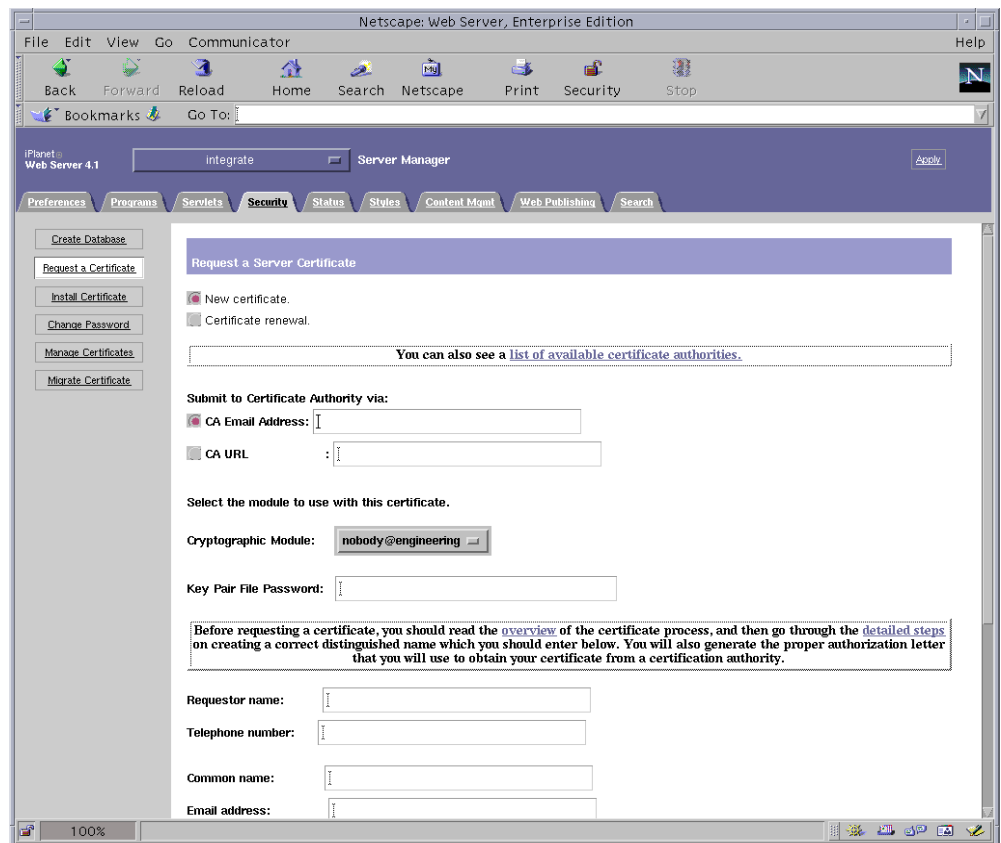 Netscape: Web Server, Enterprise Edition
File Edit View Go Communicator Help
Back Forward Reload Home Search Netscape Print Security Stop
My
N
Bookmarks Go To:
iPlanet
Web Server 4.1
integrate
Server Manager
Apply
Preferences Programs Servlets Security Status Styles Content Mgmt Web Publishing Search
Create Database
Request a Certificate
Install Certificate
Change Password
Manage Certificates
Migrate Certificate
Request a Server Certificate
New certificate.
Certificate renewal.
You can also see a list of available certificate authorities.
Submit to Certificate Authority via:
CA Email Address:
CA URL :
Select the module to use with this certificate.
Cryptographic Module: nobody@engineering
Key Pair File Password:
Before requesting a certificate, you should read the overview of the certificate process, and then go through the detailed steps
on creating a correct distinguished name which you should enter below. You will also generate the proper authorization letter
that you will use to obtain your certificate from a certification authority.
Requestor name:
Telephone number:
Common name:
Email address:
100%